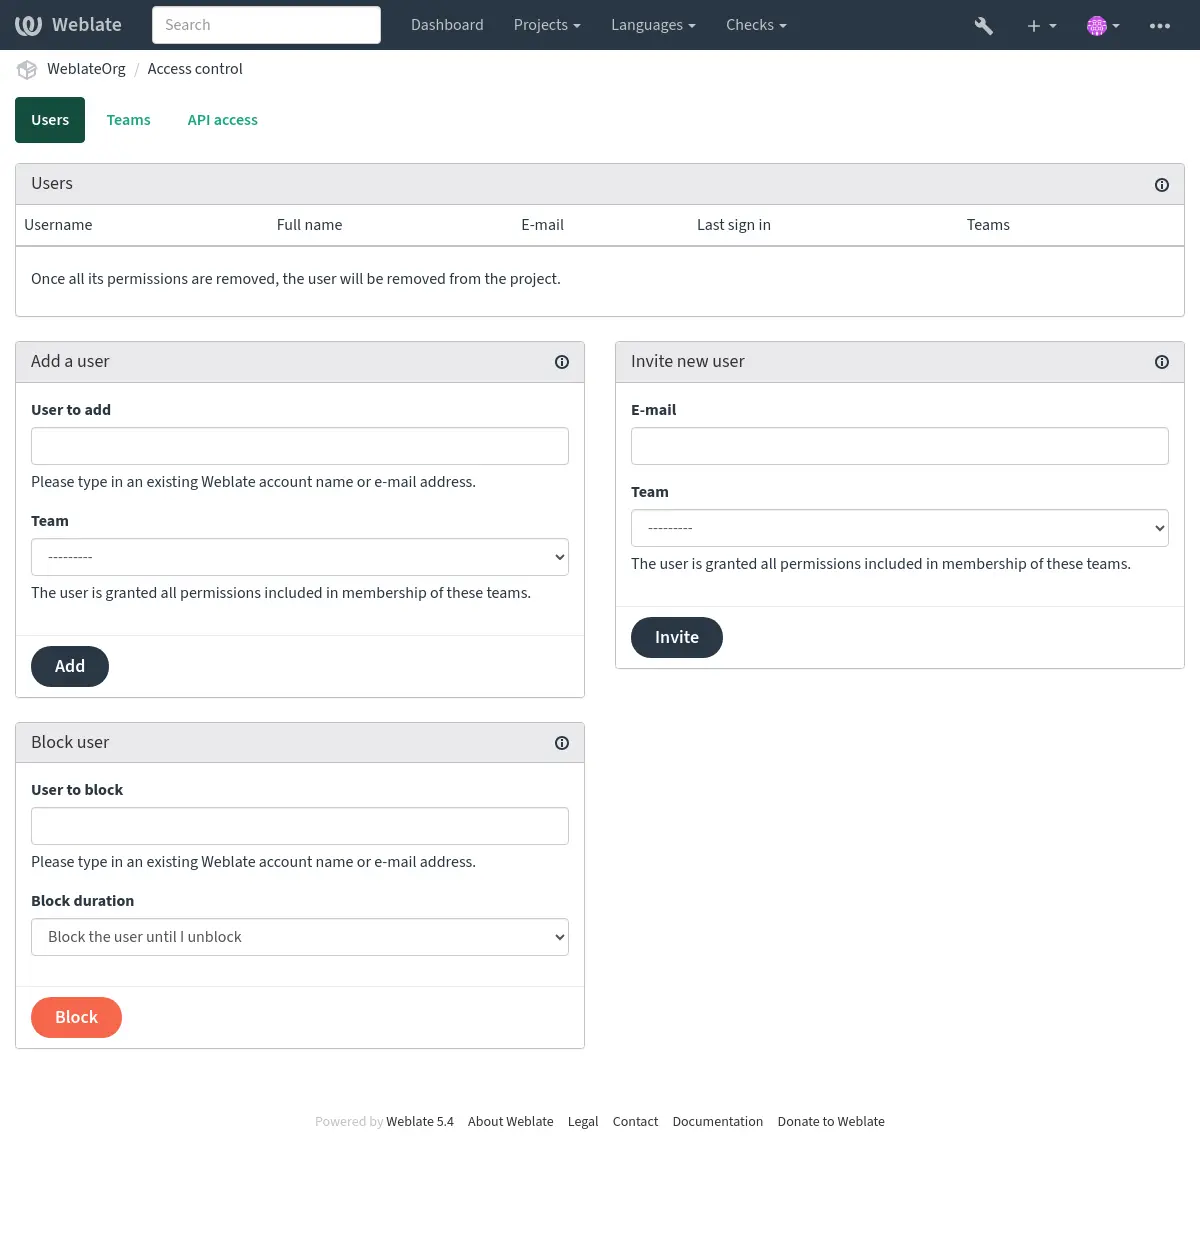 Weblate
Search
Dashboard
Projects
Languages
Checks
WeblateOrg / Access control
Users
Teams
API access
Users
Username
Full name
E-mail
Last sign in
Teams
Once all its permissions are removed, the user will be removed from the project.
Add a user
User to add
Please type in an existing Weblate account name or e-mail address.
Team
---------
The user is granted all permissions included in membership of these teams.
Add
Invite new user
E-mail
Team
---------
The user is granted all permissions included in membership of these teams.
Invite
Block user
User to block
Please type in an existing Weblate account name or e-mail address.
Block duration
Block the user until I unblock
Block
Powered by Weblate 5.4 About Weblate Legal Contact Documentation Donate to Weblate